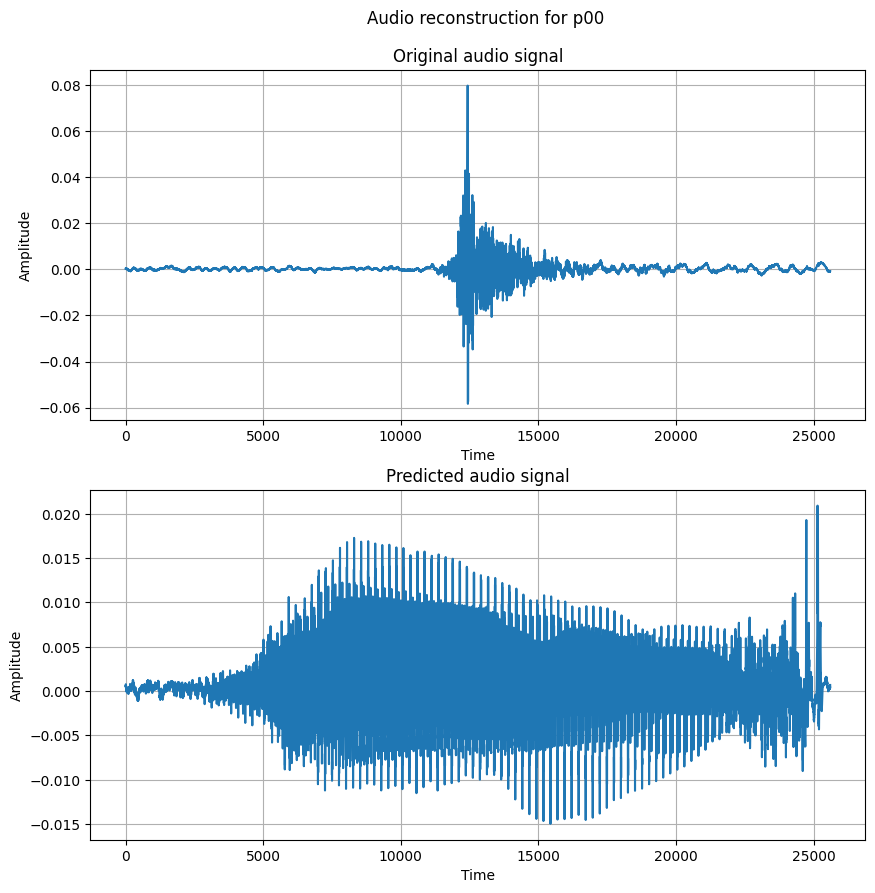 Audio reconstruction for p00
Original audio signal
0.08
0.06
0.04
0.02
0.00
−0.02
−0.04
−0.06
Amplitude
0 5000 10000 15000 20000 25000
Time
Predicted audio signal
0.020
0.015
0.010
0.005
0.000
−0.005
−0.010
−0.015
Amplitude
0 5000 10000 15000 20000 25000
Time